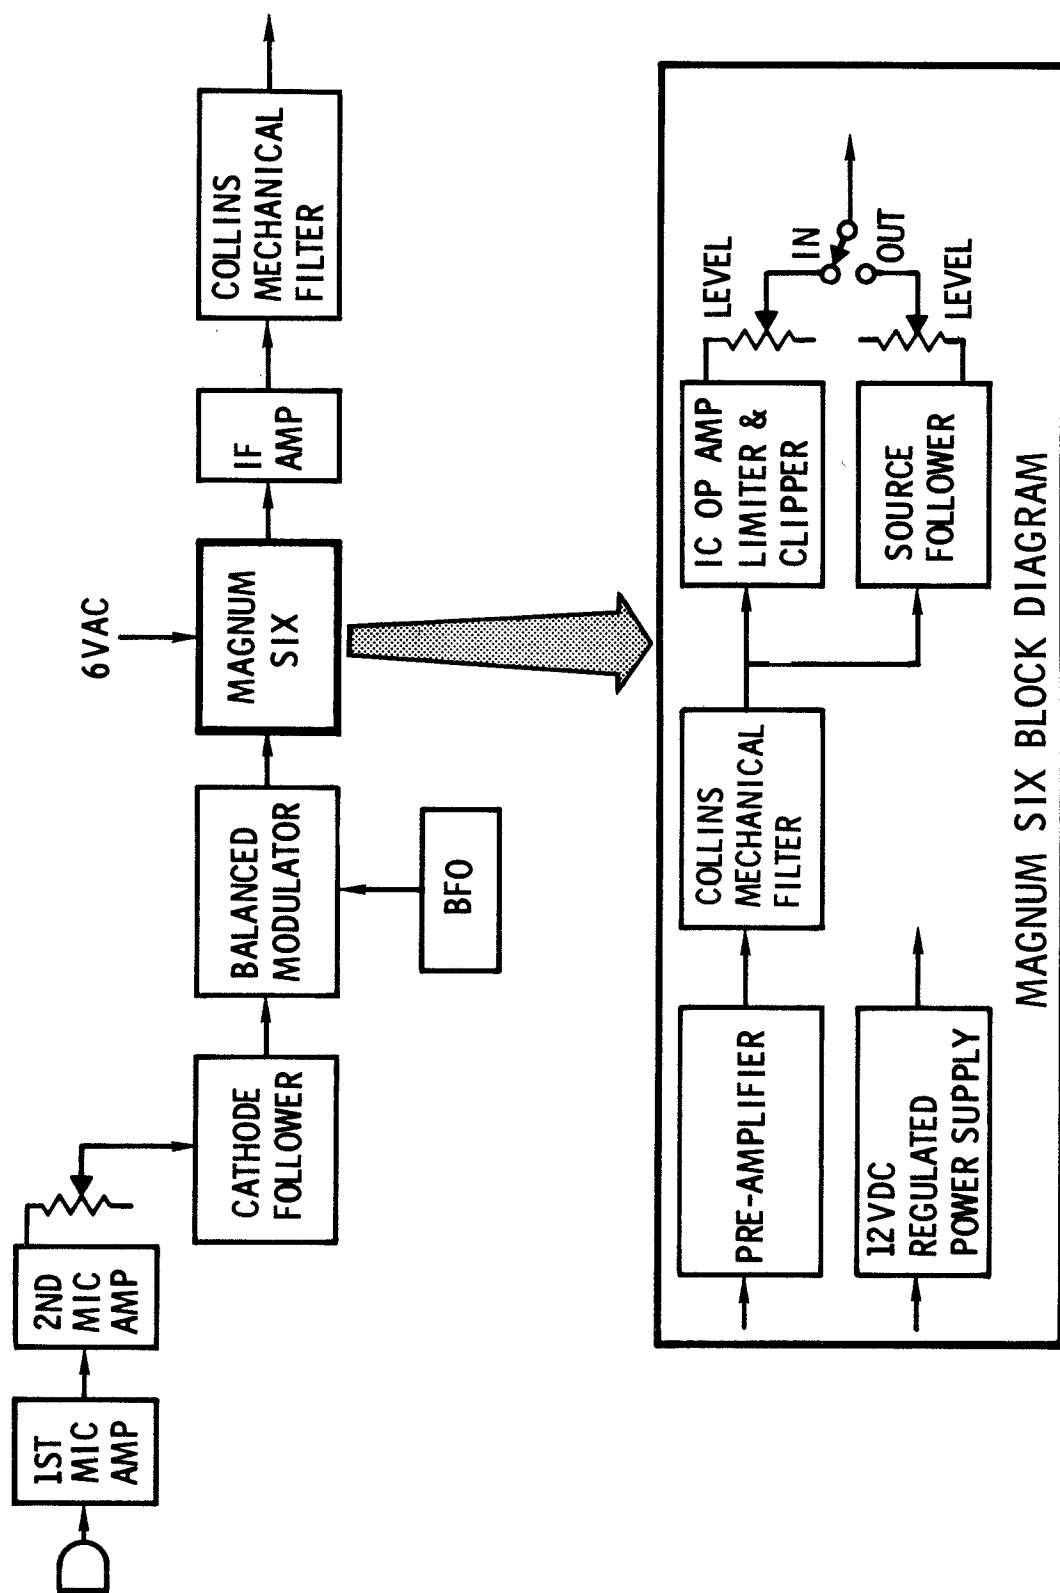 1ST
MIC
AMP
2ND
MIC
AMP
CATHODE
FOLLOWER
BALANCED
MODULATOR
BFO
6VAC
MAGNUM
SIX
IF
AMP
COLLINS
MECHANICAL
FILTER
PRE-AMPLIFIER
COLLINS
MECHANICAL
FILTER
IC OP AMP
LIMITER &
CLIPPER
LEVEL
IN
OUT
LEVEL
SOURCE
FOLLOWER
12VDC
REGULATED
POWER SUPPLY
MAGNUM SIX BLOCK DIAGRAM